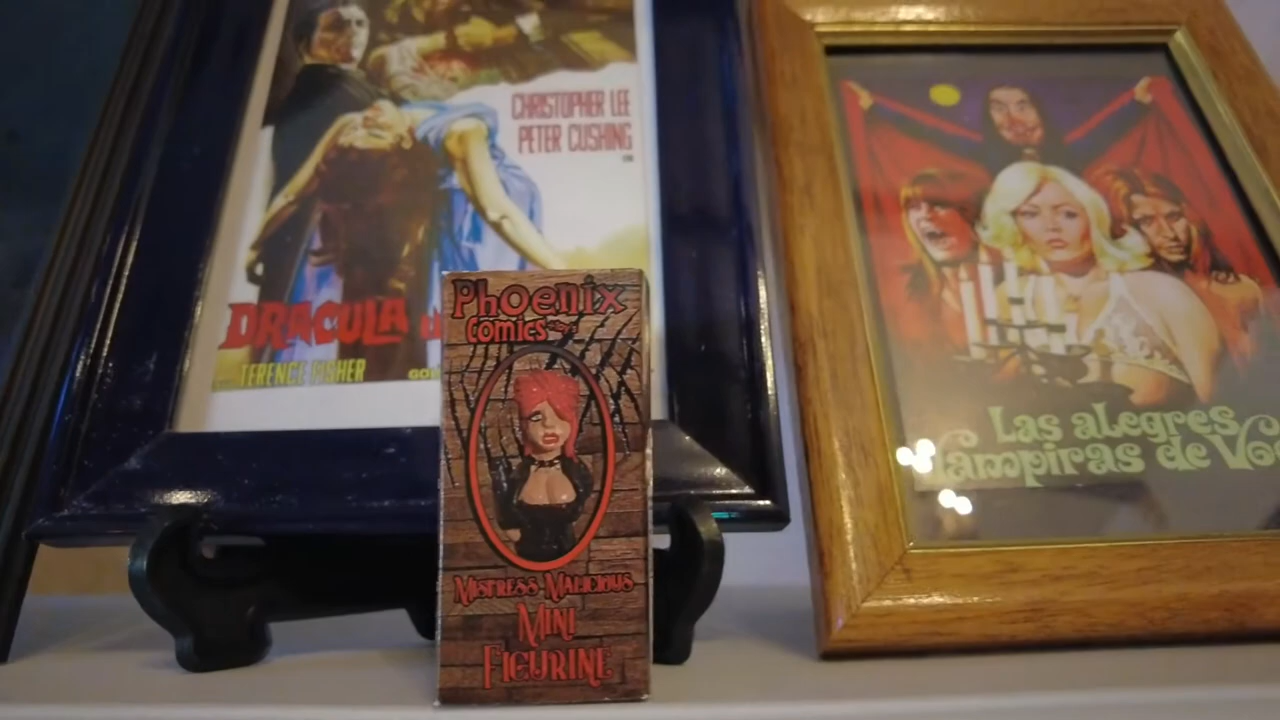 CHRISTOPHER LEE
PETER CUSHING
DRACULA
TERENCE FISHER
Phoenix
Comics
Mistress Malicious
Mini
Figurine
Las alegres
Vampiras de